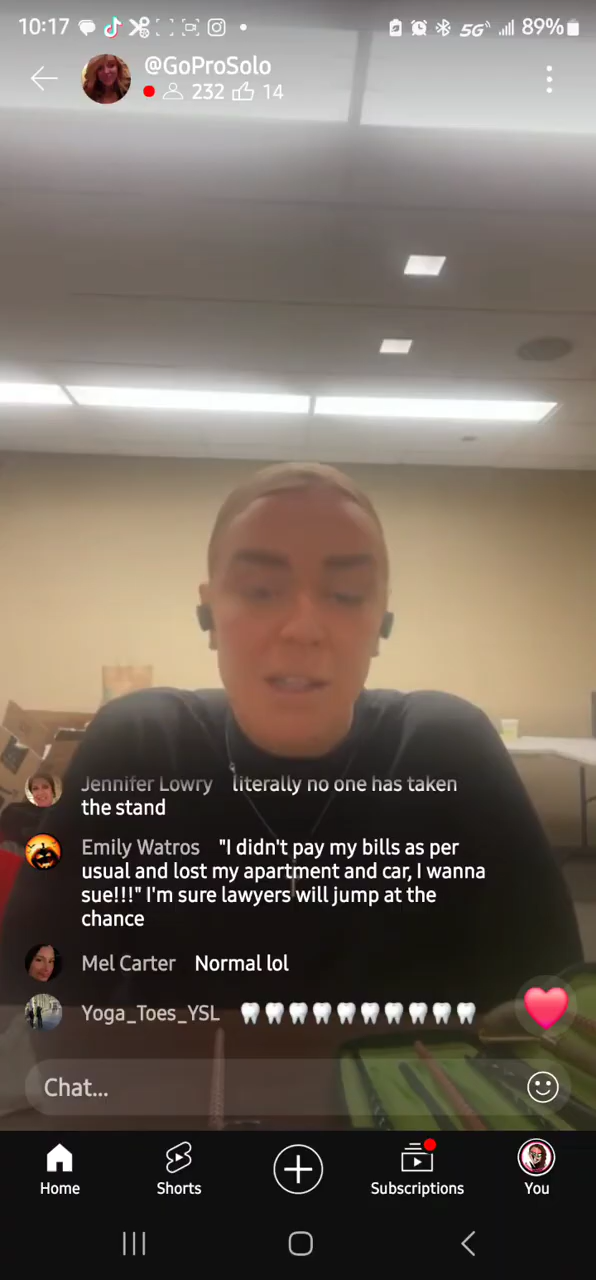 10:17
5G
89%
@GoProSolo
232 14
Jennifer Lowry literally no one has taken
the stand
Emily Watros "I didn't pay my bills as per
usual and lost my apartment and car, I wanna
sue!!!" I'm sure lawyers will jump at the
chance
Mel Carter Normal lol
Yoga_Toes_YSL 🦷🦷🦷🦷🦷🦷🦷🦷🦷🦷
Chat...
Home Shorts Subscriptions You